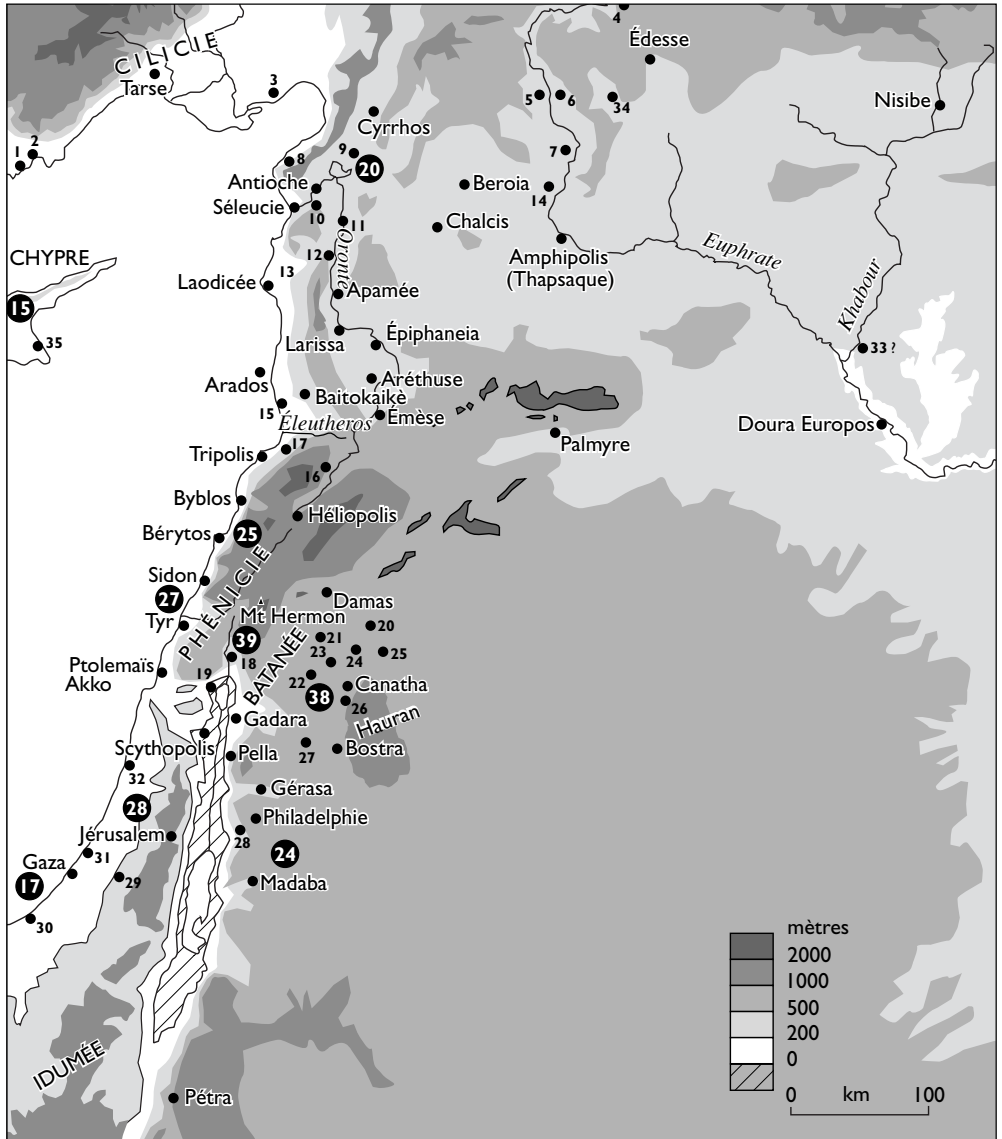 4
Édesse
CILICIE
Tarse
3
5
6
34
Nisibe
Cyrrhos
1
2
9
20
7
8
Antioche
Beroia
14
Séleucie
10
11
Chalcis
Oronte
12
Amphipolis
(Thapsaque)
Euphrate
Khabour
CHYPRE
13
Laodicée
Apamée
15
35
Larissa
Épiphaneia
33 ?
Arados
Aréthuse
Baitokaikè
15
Émèse
Éleutheros
Doura Europos
Palmyre
17
Tripolis
16
Byblos
Héliopolis
Bérytos
25
PHÉNICIE
Sidon
27
Damas
Mt Hermon
Tyr
20
39
21
18
23
24
25
BATANÉE
Ptolemaïs
Akko
19
22
38
Canatha
26
Gadara
Hauran
Scythopolis
Pella
27
Bostra
32
Gérasa
28
Philadelphie
Jérusalem
28
31
24
Gaza
17
29
Madaba
30
mètres
2000
1000
500
200
0
IDUMÉE
0 km 100
Pétra